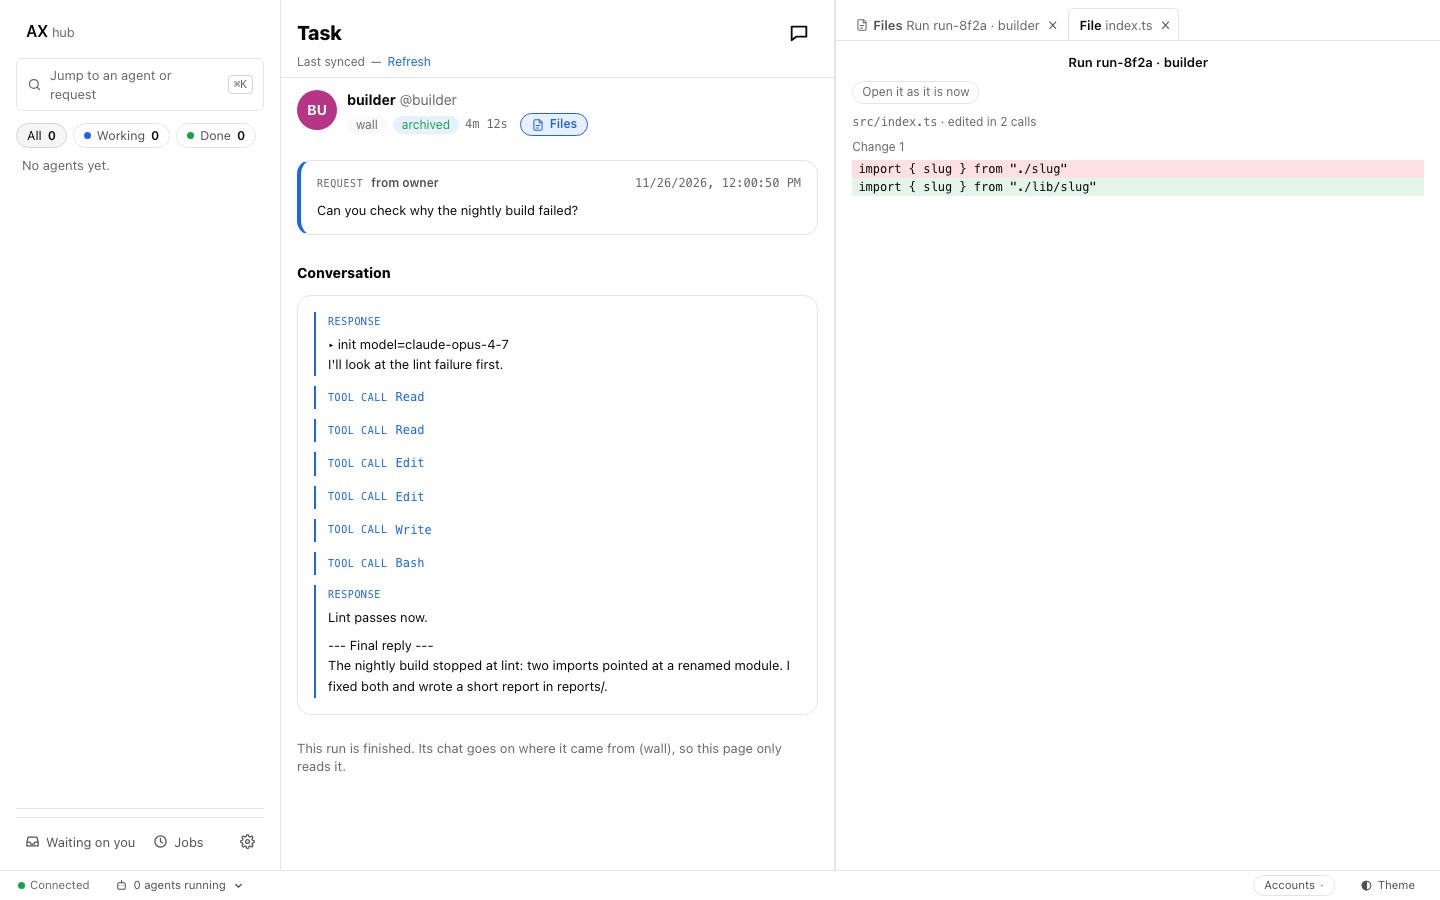 AX hub
Jump to an agent or
request
⌘K
All 0
Working 0
Done 0
No agents yet.
Waiting on you
Jobs
Task
Last synced — Refresh
BU
builder @builder
wall
archived
4m 12s
Files
REQUEST from owner
11/26/2026, 12:00:50 PM
Can you check why the nightly build failed?
Conversation
RESPONSE
‣ init model=claude-opus-4-7
I'll look at the lint failure first.
TOOL CALL Read
TOOL CALL Read
TOOL CALL Edit
TOOL CALL Edit
TOOL CALL Write
TOOL CALL Bash
RESPONSE
Lint passes now.
--- Final reply ---
The nightly build stopped at lint: two imports pointed at a renamed module. I
fixed both and wrote a short report in reports/.
This run is finished. Its chat goes on where it came from (wall), so this page only
reads it.
Files Run run-8f2a · builder ×
File index.ts ×
Run run-8f2a · builder
Open it as it is now
src/index.ts · edited in 2 calls
Change 1
import { slug } from "./slug"
import { slug } from "./lib/slug"
Connected
0 agents running
Accounts ·
Theme